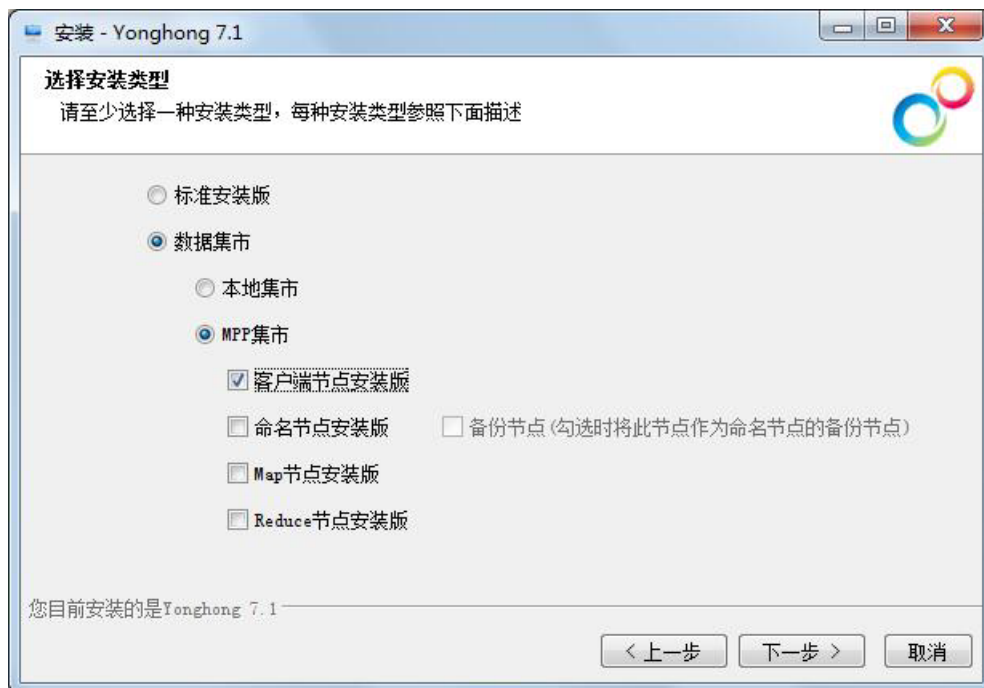 安装 - Yonghong 7.1
选择安装类型
请至少选择一种安装类型，每种安装类型参照下面描述
标准安装版
数据集市
本地集市
MPP集市
客户端节点安装版
命名节点安装版 备份节点(勾选时将此节点作为命名节点的备份节点)
Map节点安装版
Reduce节点安装版
您目前安装的是Yonghong 7.1
<上一步 下一步> 取消